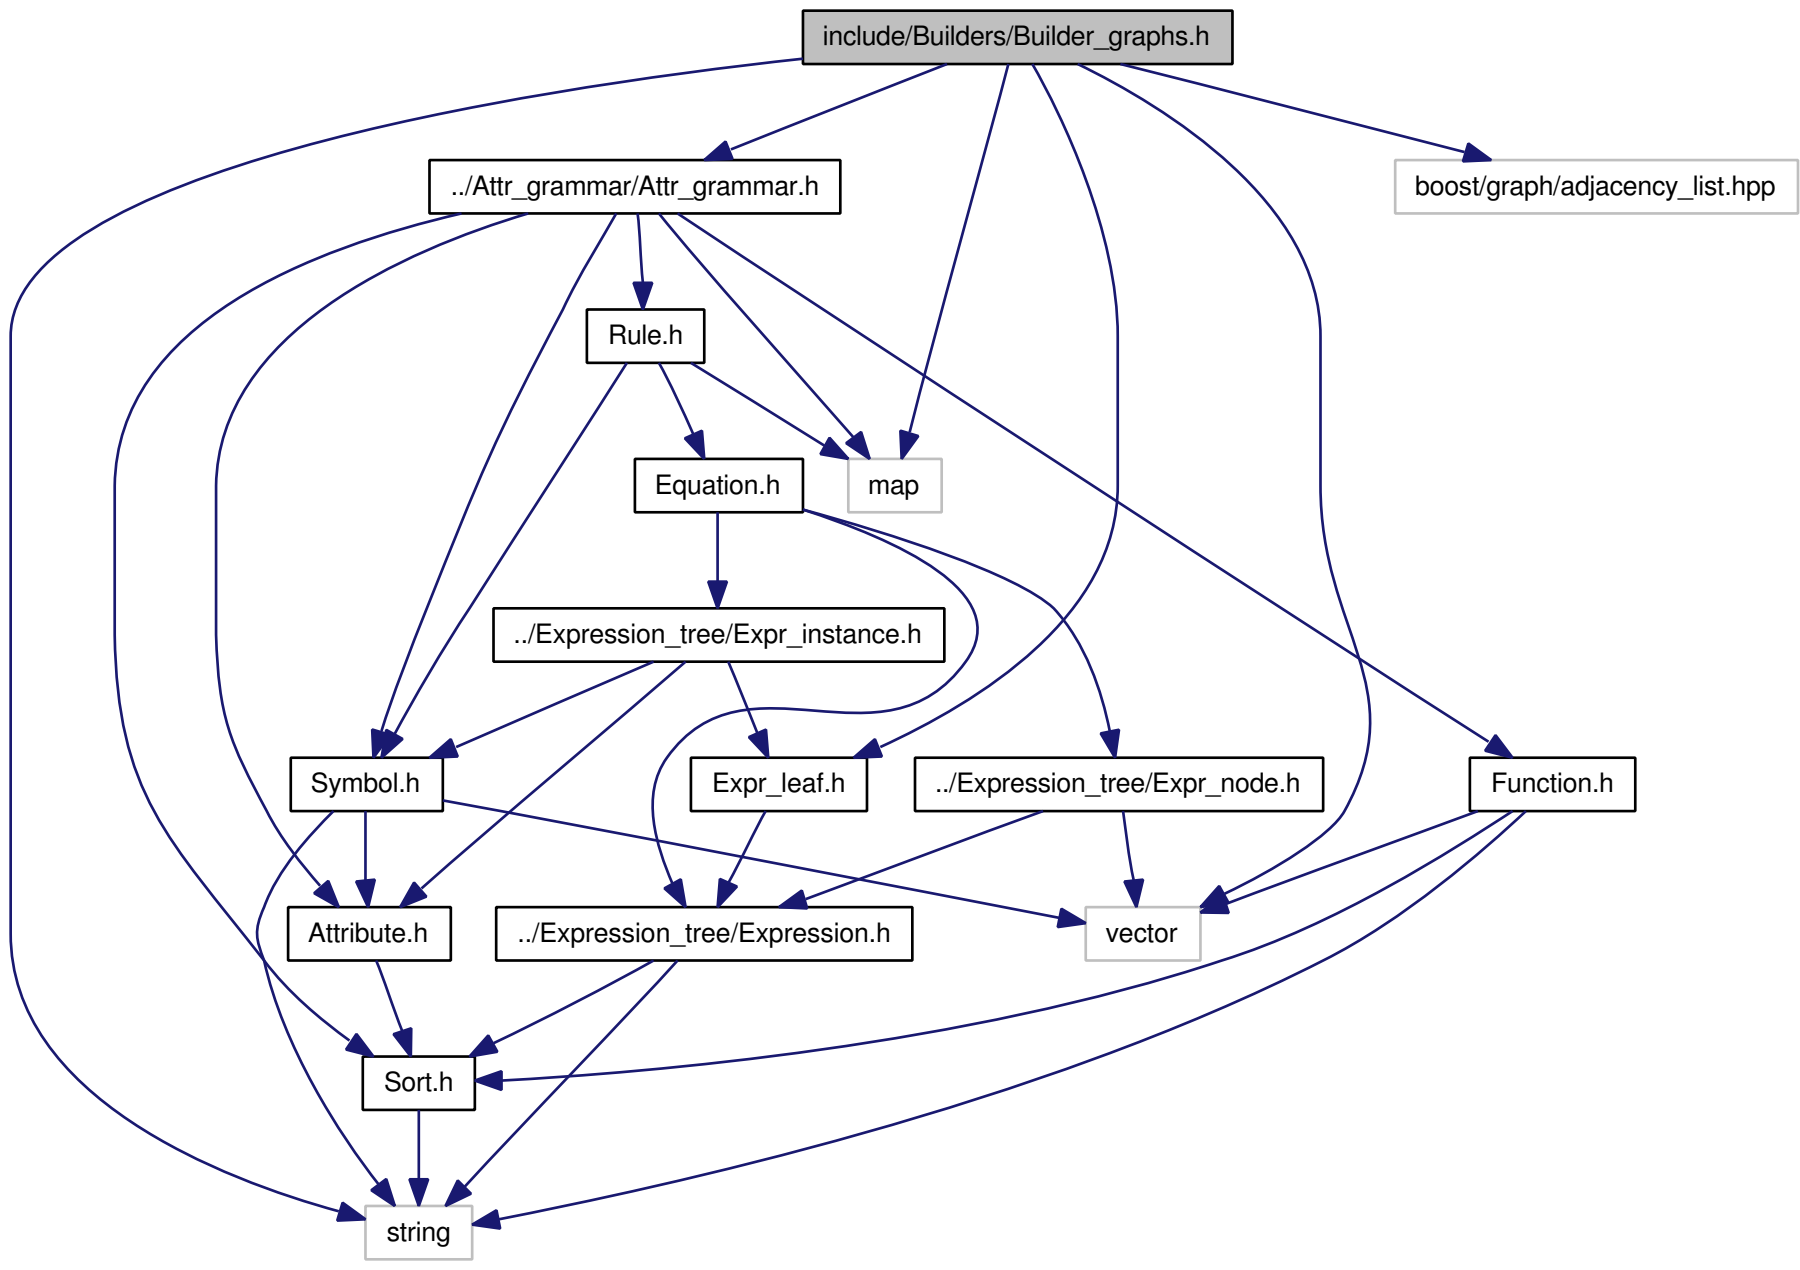 include/Builders/Builder_graphs.h
../Attr_grammar/Attr_grammar.h
boost/graph/adjacency_list.hpp
Rule.h
Equation.h
map
../Expression_tree/Expr_instance.h
Symbol.h
Expr_leaf.h
../Expression_tree/Expr_node.h
Function.h
Attribute.h
../Expression_tree/Expression.h
vector
Sort.h
string